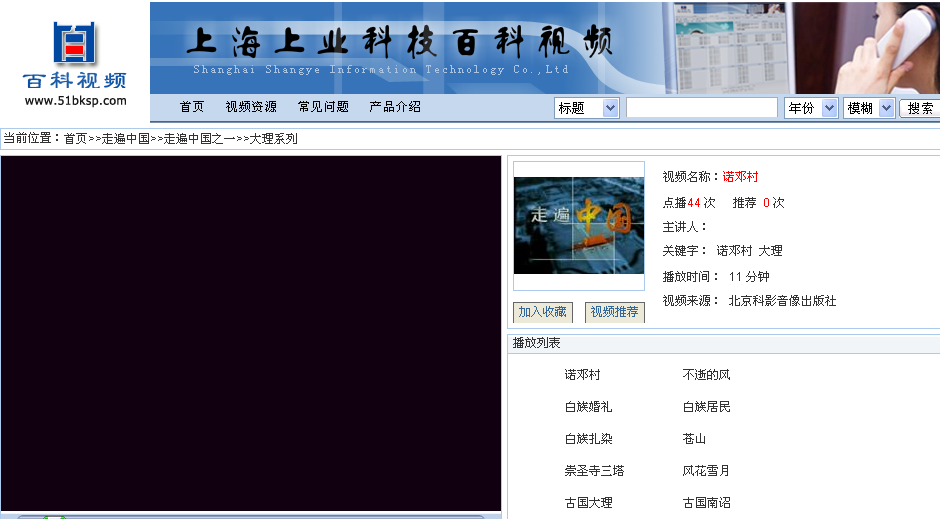 上海上业科技百科视频
Shanghai Shangye Information Technology Co.,Ltd
百科视频
www.51bksp.com
首页 视频资源 常见问题 产品介绍
标题 年份 模糊 搜索
当前位置：首页>>走遍中国>>走遍中国之一>>大理系列
走遍中国
视频名称：诺邓村
点播44次 推荐 0次
主讲人：
关键字： 诺邓村 大理
播放时间： 11 分钟
视频来源： 北京科影音像出版社
加入收藏 视频推荐
播放列表
诺邓村 不逝的风
白族婚礼 白族居民
白族扎染 苍山
崇圣寺三塔 风花雪月
古国大理 古国南诏